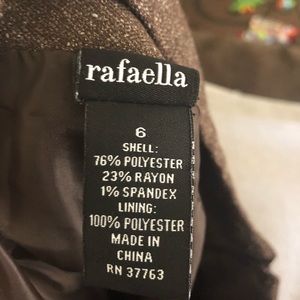 rafaella
6
SHELL:
76% POLYESTER
23% RAYON
1% SPANDEX
LINING:
100% POLYESTER
MADE IN
CHINA
RN 37763